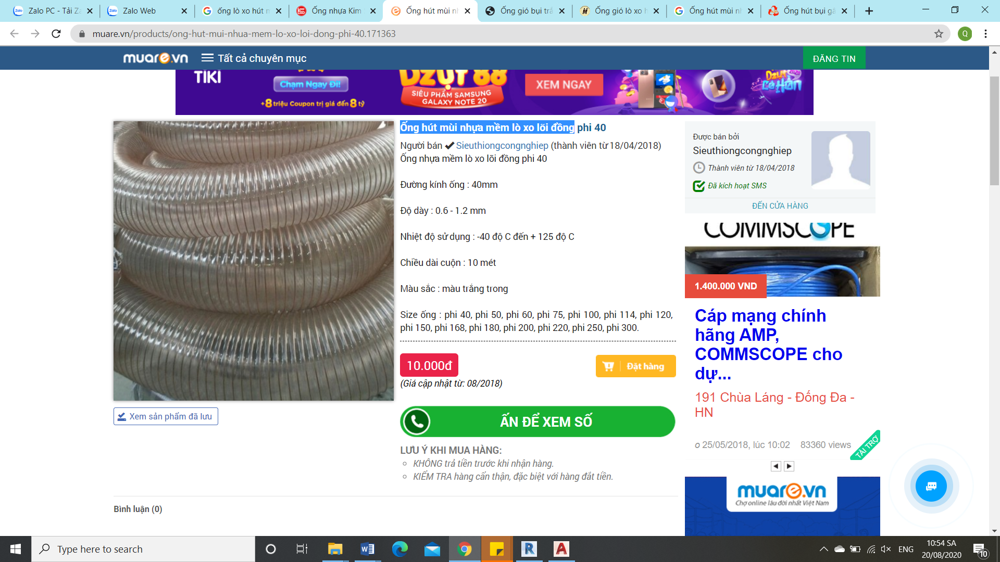 Zalo PC - Tải Za
Zalo Web
ống lò xo hút m
Ống nhựa Kim
Ống hút mùi nh
Ống gió bụi trắ
Ống gió lò xo h
Ống hút mùi nh
Ống hút bụi gâ
muare.vn/products/ong-hut-mui-nhua-mem-lo-xo-loi-dong-phi-40.171363
Q
muare.vn
Tất cả chuyên mục
ĐĂNG TIN
TIKI
Chạm Ngay Đi!
+8 triệu Coupon trị giá đến 8 tỷ
DZỤT 88
SIÊU PHẨM SAMSUNG
GALAXY NOTE 20
XEM NGAY
DZỤT
CÔ HỒN
Ống hút mùi nhựa mềm lò xo lõi đồng phi 40
Người bán Sieuthiongcongnghiep (thành viên từ 18/04/2018)
Ống nhựa mềm lò xo lõi đồng phi 40
Đường kính ống : 40mm
Độ dày : 0.6 - 1.2 mm
Nhiệt độ sử dụng : -40 độ C đến + 125 độ C
Chiều dài cuộn : 10 mét
Màu sắc : màu trắng trong
Size ống : phi 40, phi 50, phi 60, phi 75, phi 100, phi 114, phi 120,
phi 150, phi 168, phi 180, phi 200, phi 220, phi 250, phi 300.
10.000đ
Đặt hàng
(Giá cập nhật từ: 08/2018)
ẤN ĐỂ XEM SỐ
LƯU Ý KHI MUA HÀNG:
KHÔNG trả tiền trước khi nhận hàng.
KIỂM TRA hàng cẩn thận, đặc biệt với hàng đắt tiền.
Xem sản phẩm đã lưu
Bình luận (0)
Được bán bởi
Sieuthiongcongnghiep
Thành viên từ 18/04/2018
Đã kích hoạt SMS
ĐẾN CỬA HÀNG
COMMSCOPE
1.400.000 VND
Cáp mạng chính
hãng AMP,
COMMSCOPE cho
dự...
191 Chùa Láng - Đống Đa -
HN
o 25/05/2018, lúc 10:02 83360 views
TÀI TRỢ
muare.vn
Chợ online lâu đời nhất Việt Nam
Type here to search
ENG
10:54 SA
20/08/2020
10